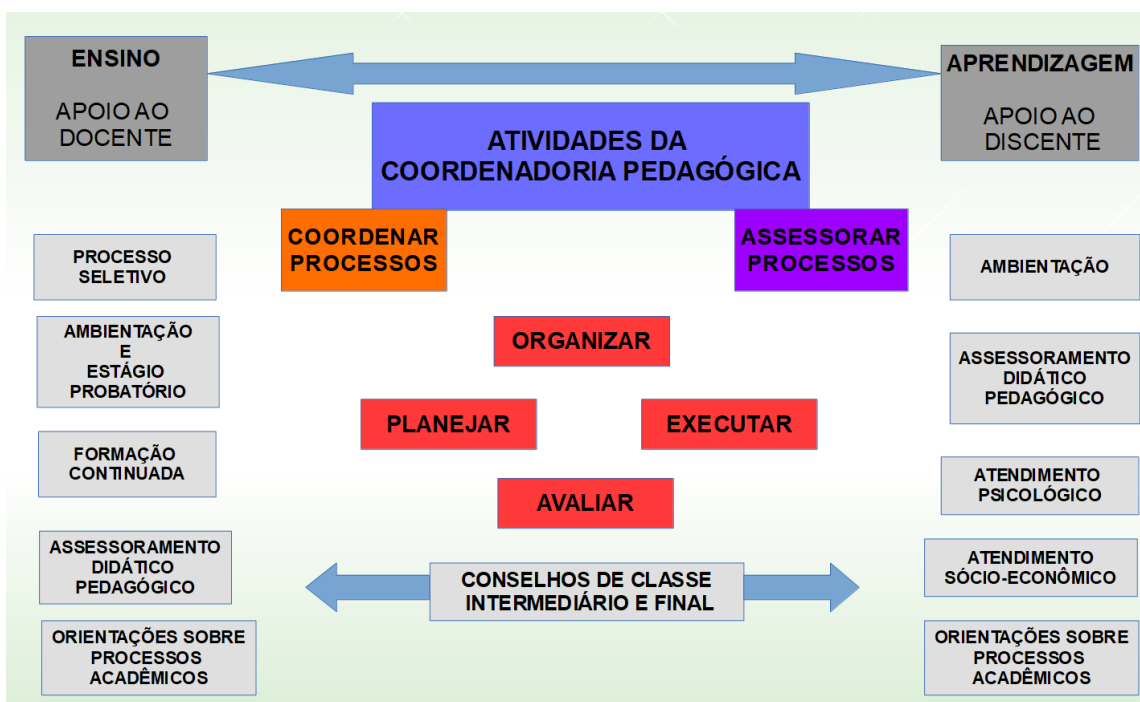 ENSINO
APOIO AO
DOCENTE
APRENDIZAGEM
APOIO AO
DISCENTE
ATIVIDADES DA
COORDENADORIA PEDAGÓGICA
COORDENAR
PROCESSOS
ASSESSORAR
PROCESSOS
PROCESSO
SELETIVO
AMBIENTAÇÃO
E
ESTÁGIO
PROBATÓRIO
FORMAÇÃO
CONTINUADA
ASSESSORAMENTO
DIDÁTICO
PEDAGÓGICO
ORIENTAÇÕES SOBRE
PROCESSOS
ACADÊMICOS
ORGANIZAR
PLANEJAR
EXECUTAR
AVALIAR
CONSELHOS DE CLASSE
INTERMEDIÁRIO E FINAL
AMBIENTAÇÃO
ASSESSORAMENTO
DIDÁTICO
PEDAGÓGICO
ATENDIMENTO
PSICOLÓGICO
ATENDIMENTO
SÓCIO-ECONÔMICO
ORIENTAÇÕES SOBRE
PROCESSOS
ACADÊMICOS